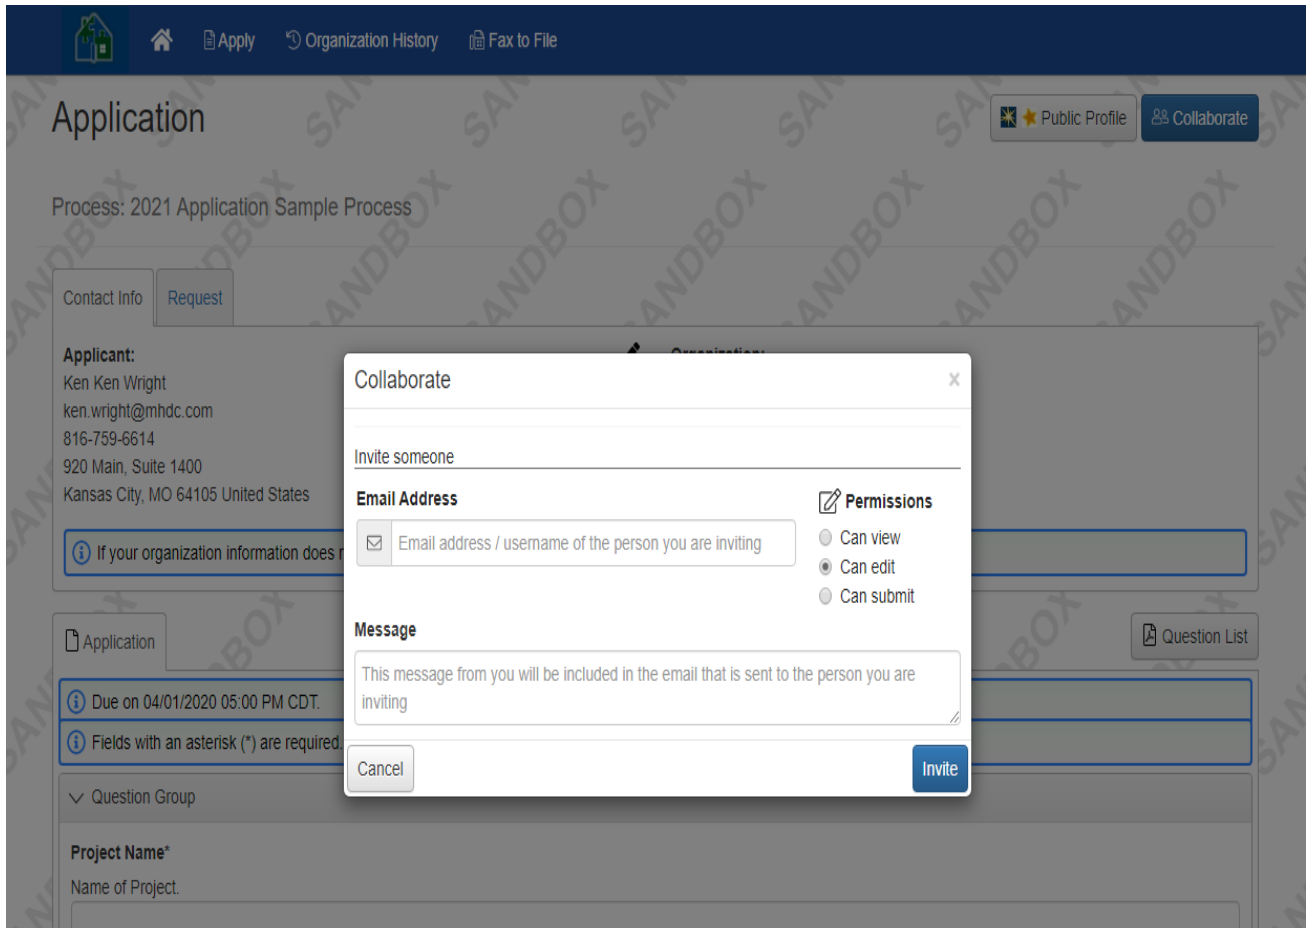 Apply
Organization History
Fax to File
Application
Public Profile
Collaborate
Process: 2021 Application Sample Process
Contact Info
Request
Applicant:
Ken Ken Wright
ken.wright@mhdc.com
816-759-6614
920 Main, Suite 1400
Kansas City, MO 64105 United States
Organization:
If your organization information does
Collaborate
×
Invite someone
Email Address
Email address / username of the person you are inviting
Permissions
Can view
Can edit
Can submit
Message
This message from you will be included in the email that is sent to the person you are
inviting
Cancel
Invite
Application
Question List
Due on 04/01/2020 05:00 PM CDT.
Fields with an asterisk (*) are required.
Question Group
Project Name*
Name of Project.
SANDBOX